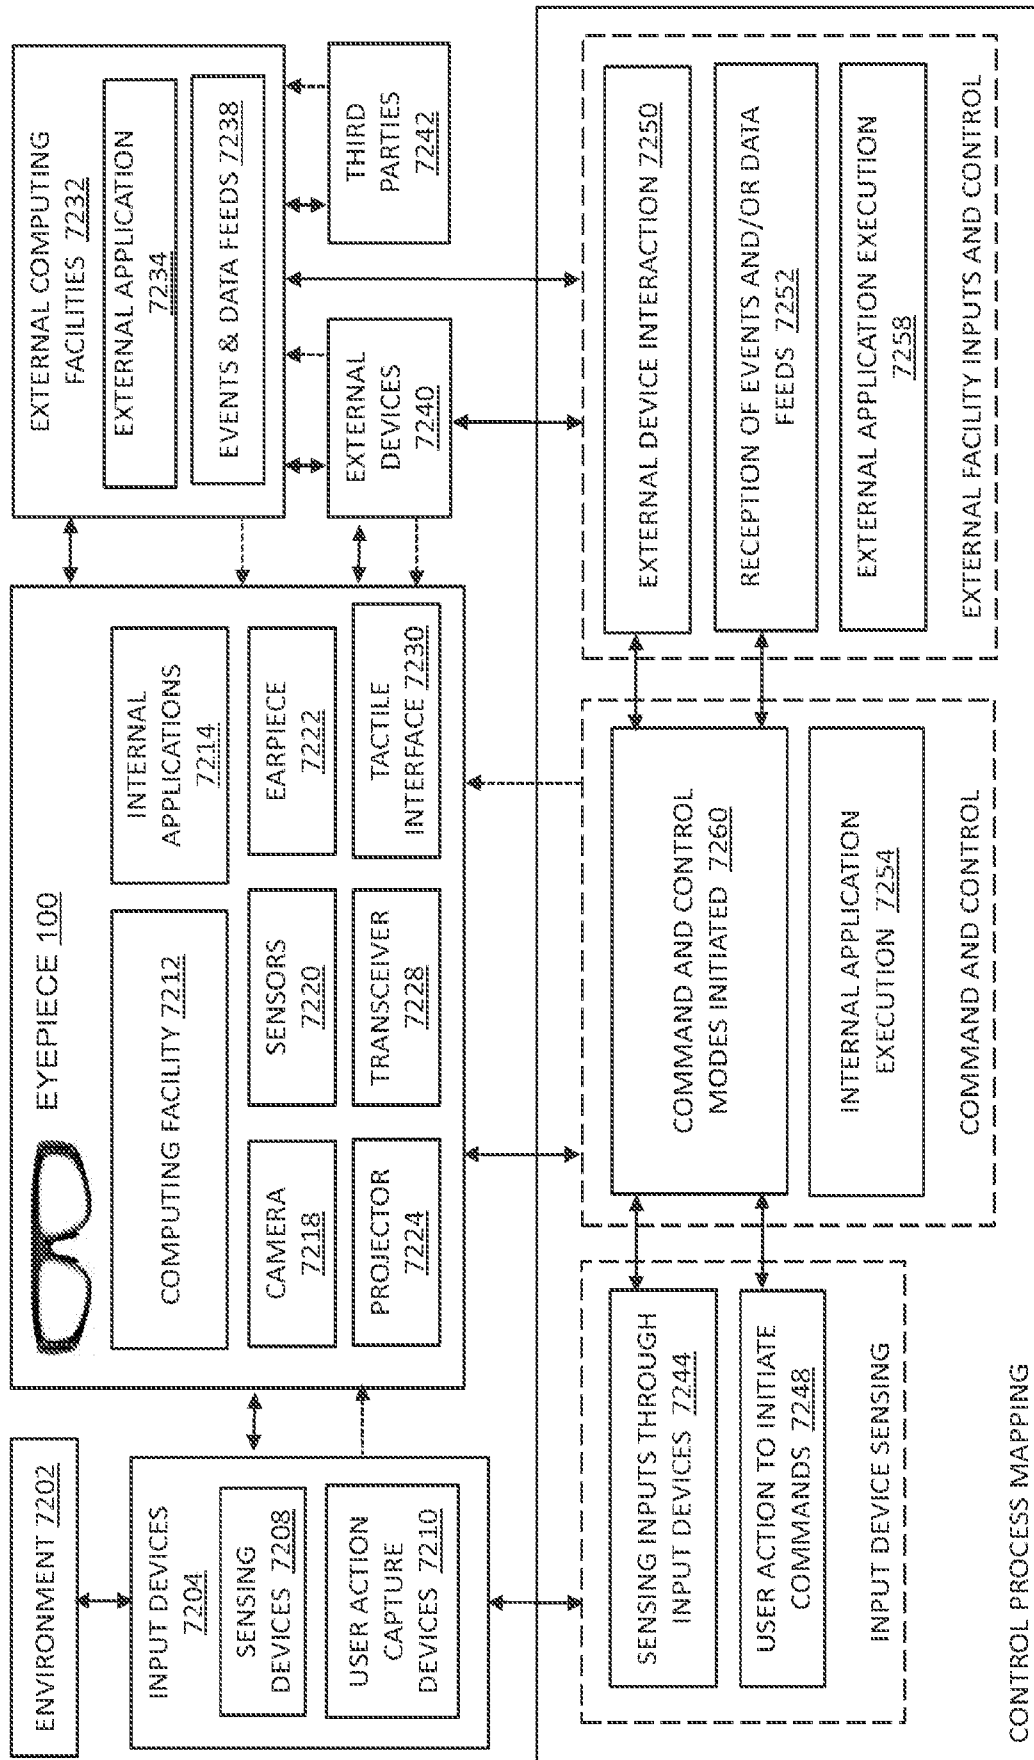 ENVIRONMENT 7202
INPUT DEVICES
7204
SENSING
DEVICES 7208
USER ACTION
CAPTURE
DEVICES 7210
EYEPIECE 100
COMPUTING FACILITY 7212
INTERNAL
APPLICATIONS
7214
CAMERA
7218
SENSORS
7220
EARPIECE
7222
PROJECTOR
7224
TRANSCEIVER
7228
TACTILE
INTERFACE 7230
EXTERNAL COMPUTING
FACILITIES 7232
EXTERNAL APPLICATION
7234
EVENTS & DATA FEEDS 7238
EXTERNAL
DEVICES
7240
THIRD
PARTIES
7242
SENSING INPUTS THROUGH
INPUT DEVICES 7244
USER ACTION TO INITIATE
COMMANDS 7248
INPUT DEVICE SENSING
COMMAND AND CONTROL
MODES INITIATED 7260
INTERNAL APPLICATION
EXECUTION 7254
COMMAND AND CONTROL
EXTERNAL DEVICE INTERACTION 7250
RECEPTION OF EVENTS AND/OR DATA
FEEDS 7252
EXTERNAL APPLICATION EXECUTION
7258
EXTERNAL FACILITY INPUTS AND CONTROL
CONTROL PROCESS MAPPING